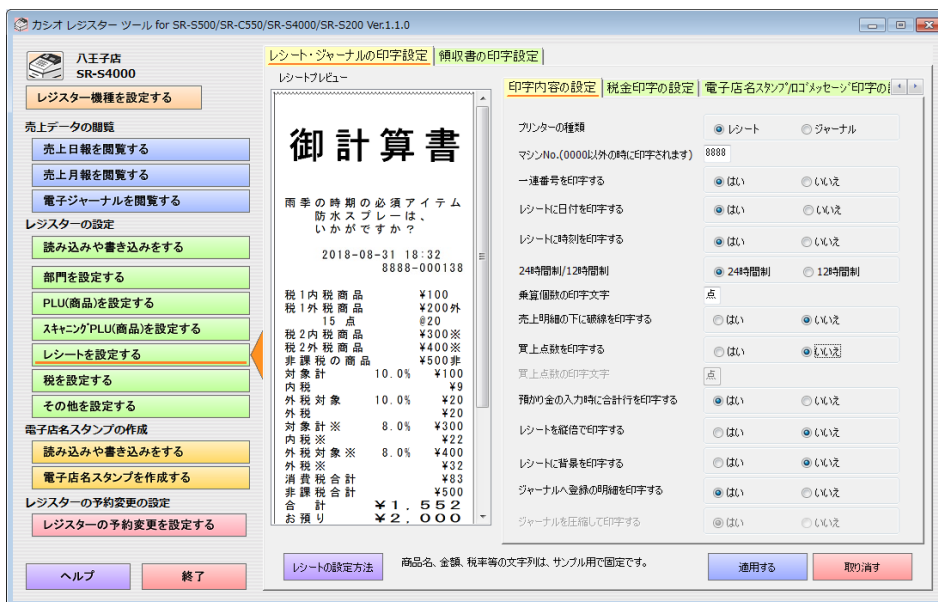 カシオ レジスター ツール for SR-S500/SR-C550/SR-S4000/SR-S200 Ver.1.1.0
八王子店
SR-S4000
レジスター機種を設定する
売上データの閲覧
売上日報を閲覧する
売上月報を閲覧する
電子ジャーナルを閲覧する
レジスターの設定
読み込みや書き込みをする
部門を設定する
PLU(商品)を設定する
スキャニングPLU(商品)を設定する
レシートを設定する
税を設定する
その他を設定する
電子店名スタンプの作成
読み込みや書き込みをする
電子店名スタンプを作成する
レジスターの予約変更の設定
レジスターの予約変更を設定する
ヘルプ 終了
レシート・ジャーナルの印字設定 領収書の印字設定
レシートプレビュー
御計算書
雨季の時期の必須アイテム
防水スプレーは、
いかがですか？
2018-08-31 18:32
8888-000138
税1内税商品 ¥100
税1外税商品 ¥200外
15 点 @20
税2内税商品 ¥300※
税2外税商品 ¥400※
非課税の商品 ¥500非
対象計 10.0% ¥100
内税 ¥9
外税対象 10.0% ¥20
外税 ¥20
対象計※ 8.0% ¥300
内税※ ¥22
外税対象※ 8.0% ¥400
外税※ ¥32
消費税合計 ¥83
非課税合計 ¥500
合 計 ¥1,552
お預り ¥2,000
印字内容の設定 税金印字の設定 電子店名スタンプ/ロゴメッセージ印字の
プリンターの種類 レシート ジャーナル
マシンNo.(0000以外の時に印字されます) 8888
一連番号を印字する はい いいえ
レシートに日付を印字する はい いいえ
レシートに時刻を印字する はい いいえ
24時間制/12時間制 24時間制 12時間制
乗算個数の印字文字 点
売上明細の下に破線を印字する はい いいえ
買上点数を印字する はい いいえ
買上点数の印字文字 点
預かり金の入力時に合計行を印字する はい いいえ
レシートを縦倍で印字する はい いいえ
レシートに背景を印字する はい いいえ
ジャーナルへ登録の明細を印字する はい いいえ
ジャーナルを圧縮して印字する はい いいえ
レシートの設定方法 商品名、金額、税率等の文字列は、サンプル用で固定です。 適用する 取り消す